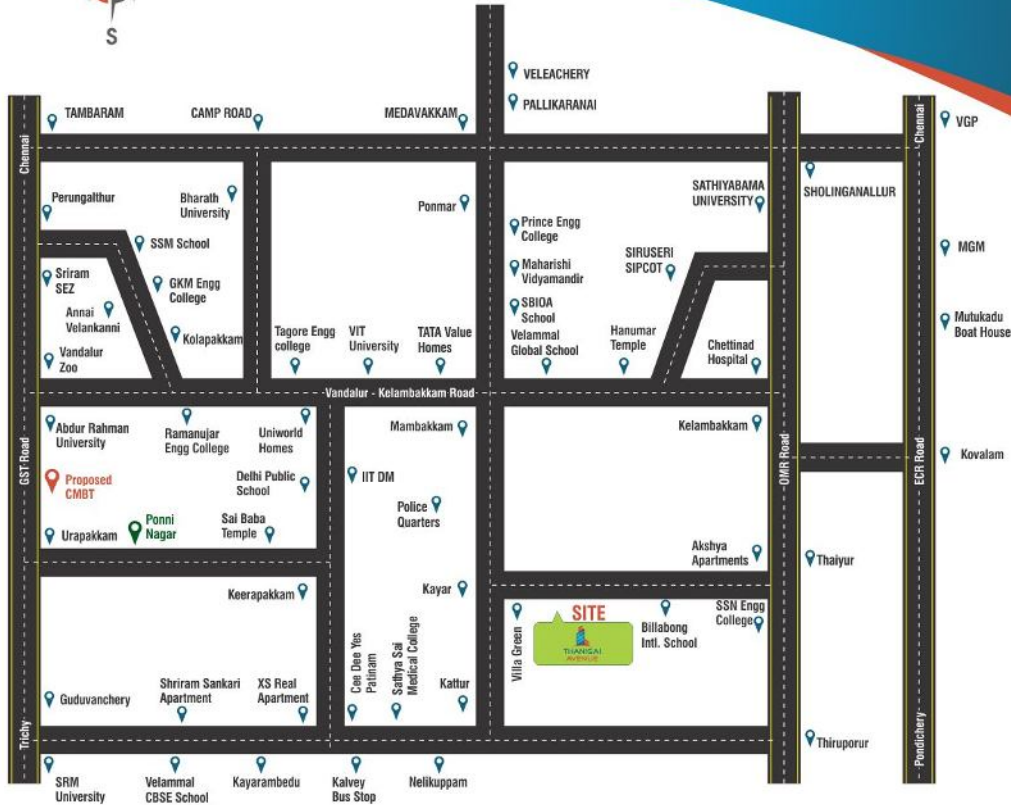 S
VELEACHERY
PALLIKARANAI
TAMBARAM
CAMP ROAD
MEDAVAKKAM
VGP
Chennai
Chennai
Perungalthur
Bharath
University
Ponmar
SATHIYABAMA
UNIVERSITY
SHOLINGANALLUR
SSM School
Prince Engg
College
MGM
Sriram
SEZ
GKM Engg
College
Maharishi
Vidyamandir
SIRUSERI
SIPCOT
Annai
Velankanni
SBIOA
School
Mutukadu
Boat House
Vandalur
Zoo
Kolapakkam
Tagore Engg
college
VIT
University
TATA Value
Homes
Velammal
Global School
Hanumar
Temple
Chettinad
Hospital
Vandalur - Kelambakkam Road
Abdur Rahman
University
Ramanujar
Engg College
Uniworld
Homes
Mambakkam
Kelambakkam
GST Road
OMR Road
ECR Road
Kovalam
Proposed
CMBT
Delhi Public
School
IIT DM
Police
Quarters
Urapakkam
Ponni
Nagar
Sai Baba
Temple
Akshya
Apartments
Thaiyur
Keerapakkam
Kayar
Villa Green
SITE
THANIGAI
AVENUE
Billabong
Intl. School
SSN Engg
College
Cee Dee Yes
Patinam
Sathya Sai
Medical College
Guduvanchery
Shriram Sankari
Apartment
XS Real
Apartment
Kattur
Trichy
Pondichery
Thiruporur
SRM
University
Velammal
CBSE School
Kayarambedu
Kalvey
Bus Stop
Nelikuppam